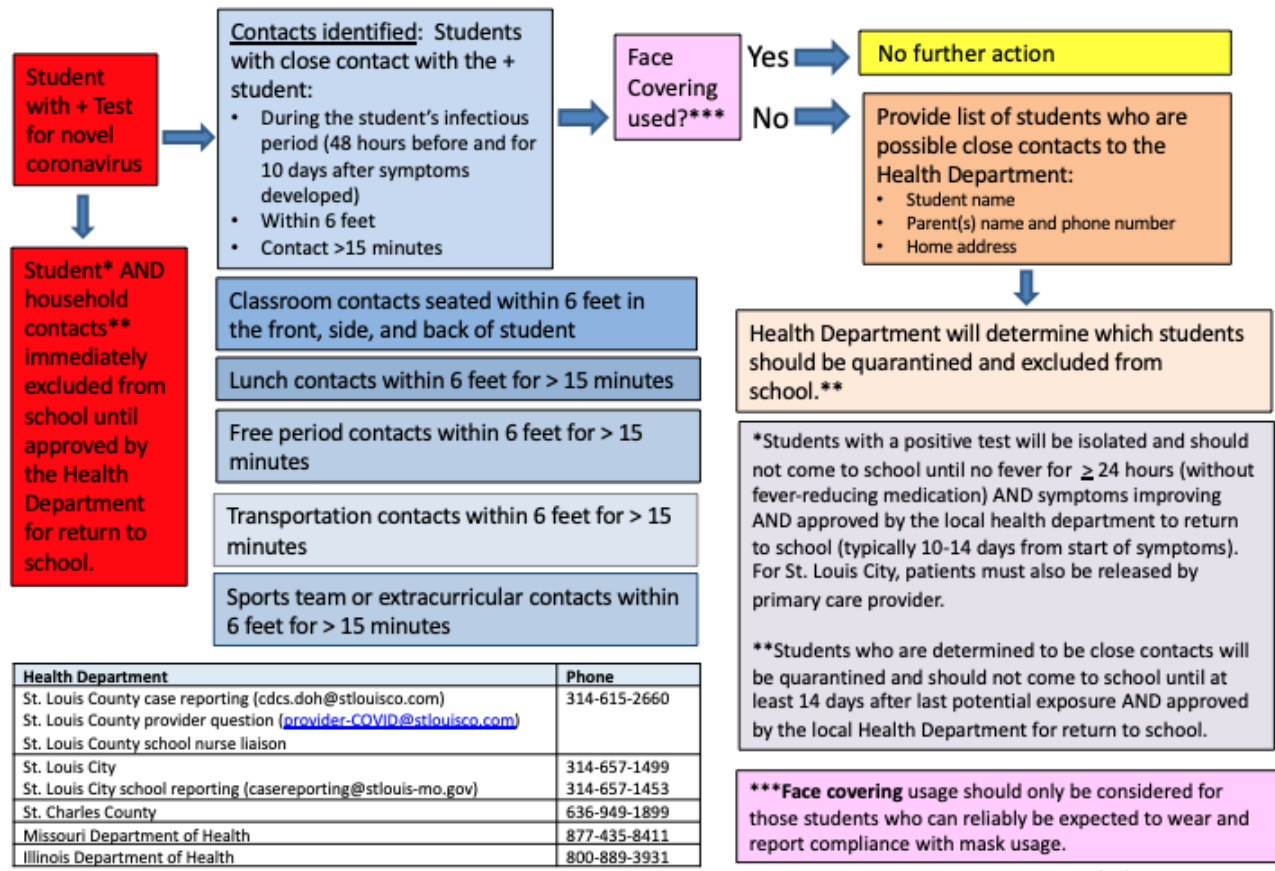 Student
with + Test
for novel
coronavirus
Student* AND
household
contacts**
immediately
excluded from
school until
approved by
the Health
Department
for return to
school.
Contacts identified: Students
with close contact with the +
student:
• During the student's infectious
period (48 hours before and for
10 days after symptoms
developed)
• Within 6 feet
• Contact >15 minutes
Classroom contacts seated within 6 feet in
the front, side, and back of student
Lunch contacts within 6 feet for > 15 minutes
Free period contacts within 6 feet for > 15
minutes
Transportation contacts within 6 feet for > 15
minutes
Sports team or extracurricular contacts within
6 feet for > 15 minutes
Face
Covering
used?***
Yes
No
No further action
Provide list of students who are
possible close contacts to the
Health Department:
• Student name
• Parent(s) name and phone number
• Home address
Health Department will determine which students
should be quarantined and excluded from
school.**
*Students with a positive test will be isolated and should
not come to school until no fever for ≥ 24 hours (without
fever-reducing medication) AND symptoms improving
AND approved by the local health department to return
to school (typically 10-14 days from start of symptoms).
For St. Louis City, patients must also be released by
primary care provider.
**Students who are determined to be close contacts will
be quarantined and should not come to school until at
least 14 days after last potential exposure AND approved
by the local Health Department for return to school.
***Face covering usage should only be considered for
those students who can reliably be expected to wear and
report compliance with mask usage.
Health Department Phone
St. Louis County case reporting (cdcs.doh@stlouisco.com) 314-615-2660
St. Louis County provider question (provider-COVID@stlouisco.com)
St. Louis County school nurse liaison
St. Louis City 314-657-1499
St. Louis City school reporting (casereporting@stlouis-mo.gov) 314-657-1453
St. Charles County 636-949-1899
Missouri Department of Health 877-435-8411
Illinois Department of Health 800-889-3931